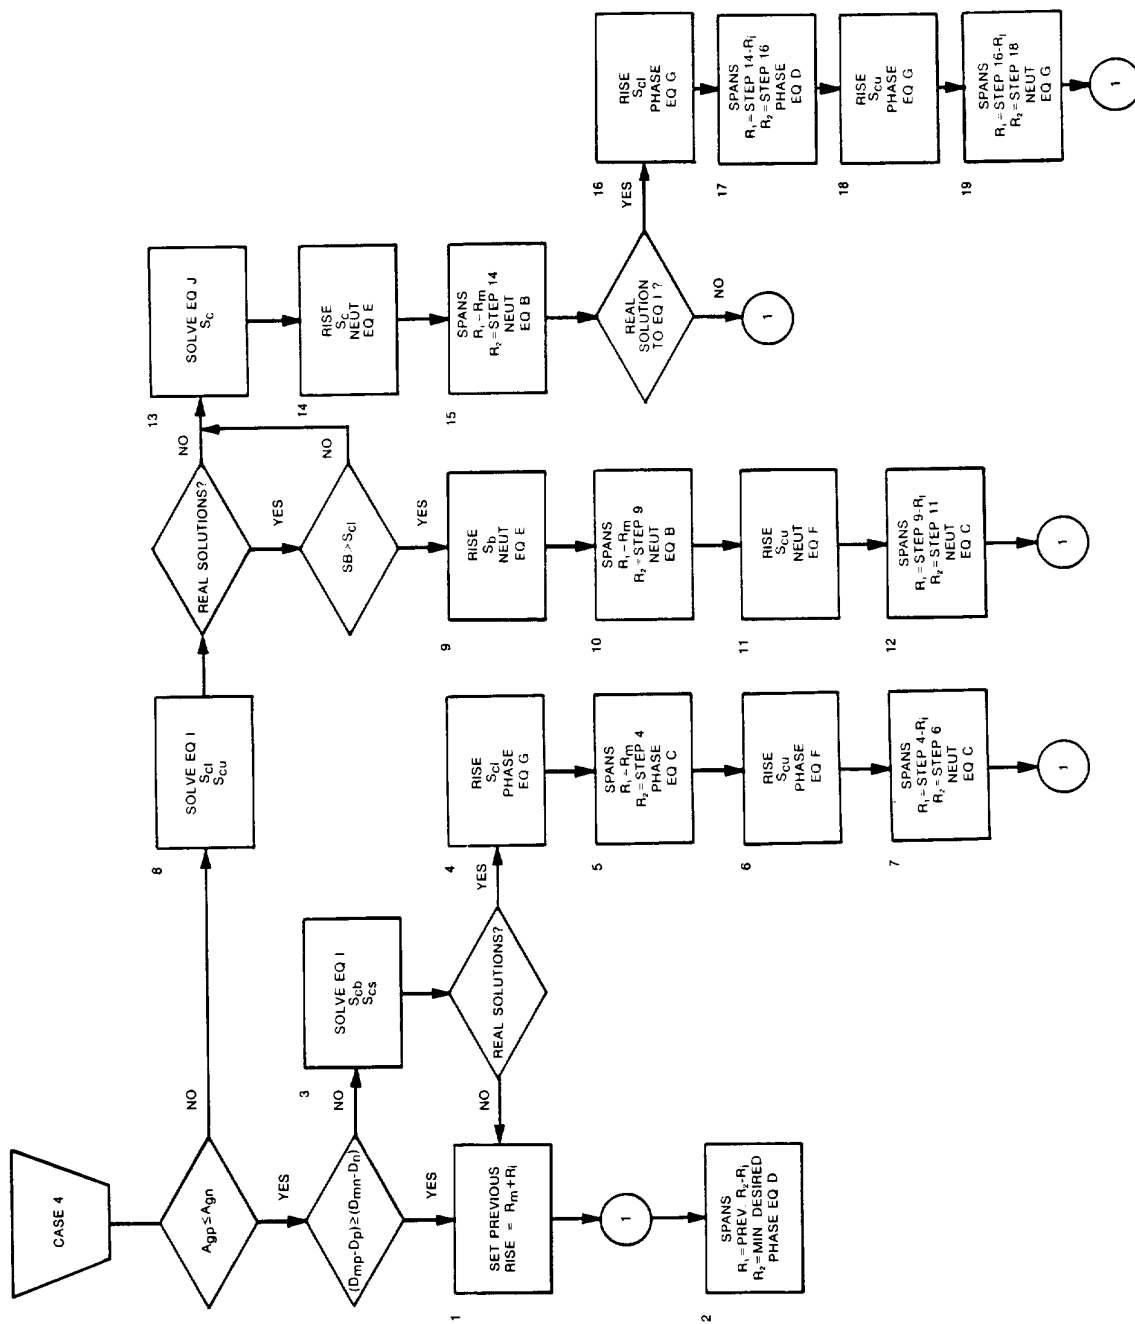 CASE 4
Agp ≤ Agn
NO
YES
(Dmp-Dp) ≥ (Dmn-Dn)
NO
YES
1
SET PREVIOUS
RISE = Rm+Ri
1
2
SPANS
R1=PREV. R2-Ri
R2=MIN. DESIRED
PHASE EQ D
3
SOLVE EQ I
Scb
Scs
REAL SOLUTIONS?
NO
YES
4
RISE
Scl
PHASE
EQ G
5
SPANS
R1-Rm
R2=STEP 4
PHASE
EQ C
6
RISE
Scu
PHASE
EQ F
7
SPANS
R1=STEP 4-Ri
R2=STEP 6
NEUT
EQ C
1
8
SOLVE EQ I
Scl
Scu
REAL SOLUTIONS?
NO
YES
SB > Scl
NO
YES
9
RISE
Sb
NEUT
EQ E
10
SPANS
R1-Rm
R2=STEP 9
NEUT
EQ B
11
RISE
Scu
NEUT
EQ F
12
SPANS
R1=STEP 9-Ri
R2=STEP 11
NEUT
EQ C
1
13
SOLVE EQ J
Sc
14
RISE
Sc
NEUT
EQ E
15
SPANS
R1-Rm
R2=STEP 14
NEUT
EQ B
REAL
SOLUTION
TO EQ I ?
YES
NO
1
16
RISE
Scl
PHASE
EQ G
17
SPANS
R1=STEP 14-Ri
R2=STEP 16
PHASE
EQ D
18
RISE
Scu
PHASE
EQ G
19
SPANS
R1=STEP 16-Ri
R2=STEP 18
NEUT
EQ G
1